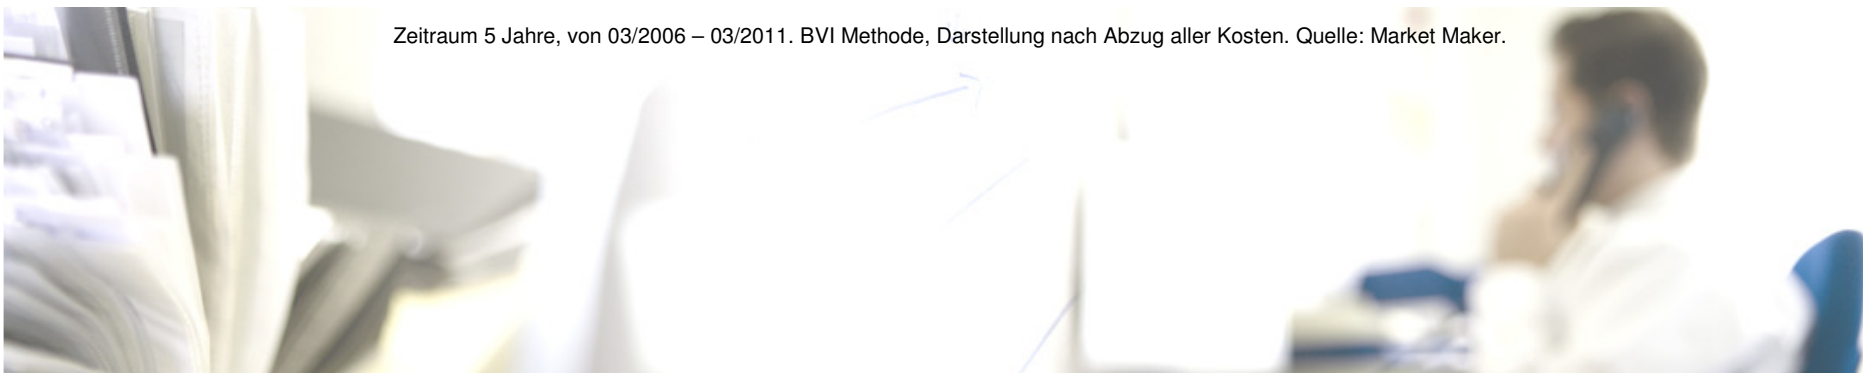 Zeitraum 5 Jahre, von 03/2006 – 03/2011. BVI Methode, Darstellung nach Abzug aller Kosten. Quelle: Market Maker.